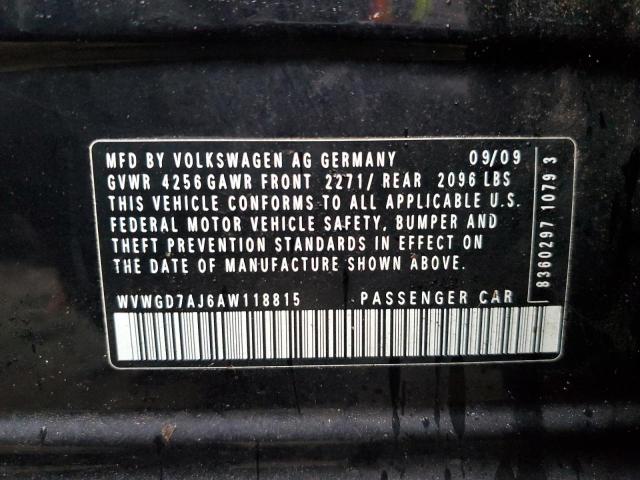 MFD BY VOLKSWAGEN AG GERMANY 09/09
GVWR 4256 GAWR FRONT 2271/ REAR 2096 LBS
THIS VEHICLE CONFORMS TO ALL APPLICABLE U.S.
FEDERAL MOTOR VEHICLE SAFETY, BUMPER AND
THEFT PREVENTION STANDARDS IN EFFECT ON
THE DATE OF MANUFACTURE SHOWN ABOVE.
WVWGD7AJ6AW118815 PASSENGER CAR
8360297 1079 3